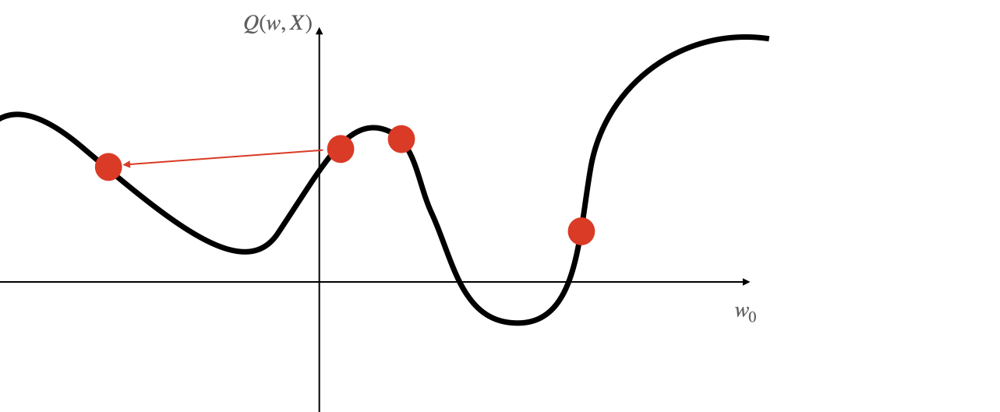 Q(w, X)
w₀